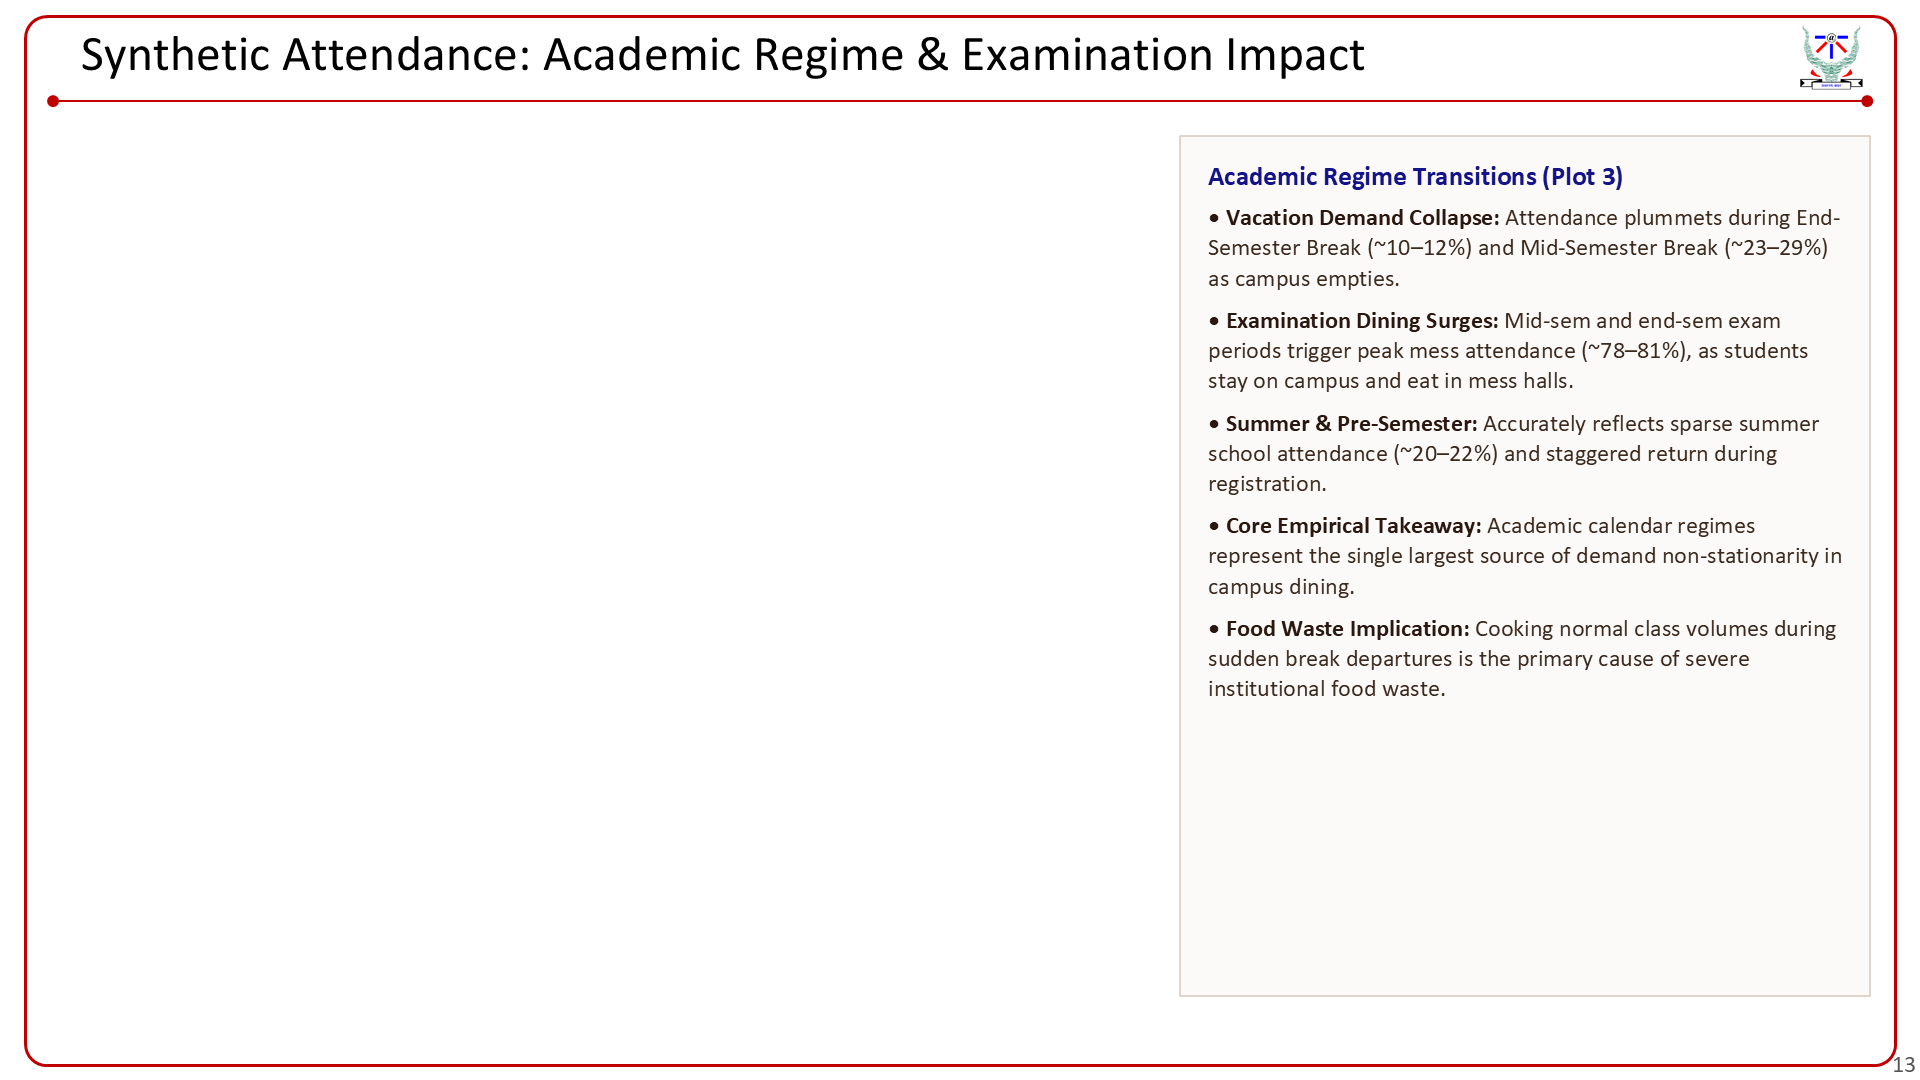 Synthetic Attendance: Academic Regime & Examination Impact
Academic Regime Transitions (Plot 3)
• Vacation Demand Collapse: Attendance plummets during End-
Semester Break (~10–12%) and Mid-Semester Break (~23–29%)
as campus empties.
• Examination Dining Surges: Mid-sem and end-sem exam
periods trigger peak mess attendance (~78–81%), as students
stay on campus and eat in mess halls.
• Summer & Pre-Semester: Accurately reflects sparse summer
school attendance (~20–22%) and staggered return during
registration.
• Core Empirical Takeaway: Academic calendar regimes
represent the single largest source of demand non-stationarity in
campus dining.
• Food Waste Implication: Cooking normal class volumes during
sudden break departures is the primary cause of severe
institutional food waste.
13